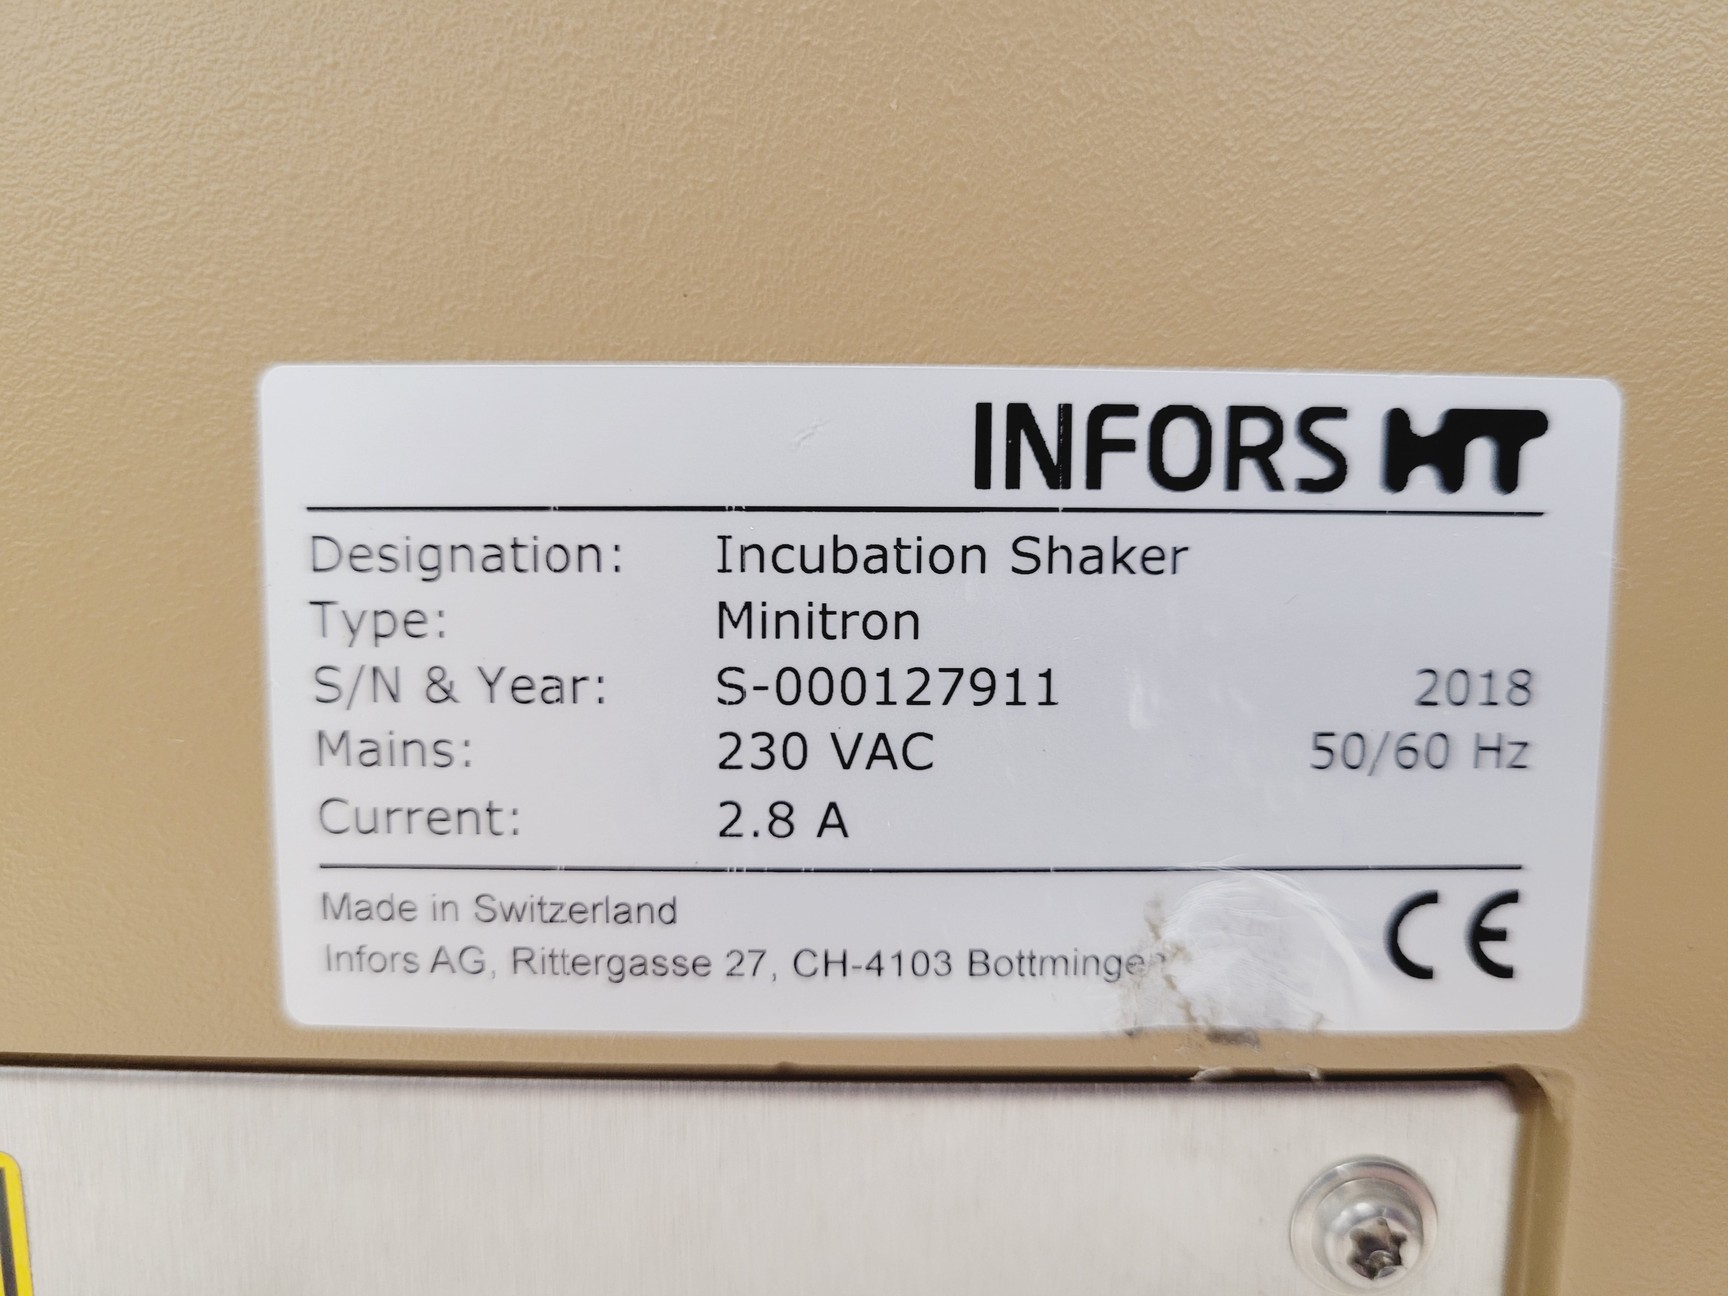 INFORS HT
Designation: Incubation Shaker
Type: Minitron
S/N & Year: S-000127911 2018
Mains: 230 VAC 50/60 Hz
Current: 2.8 A
Made in Switzerland
Infors AG, Rittergasse 27, CH-4103 Bottmingen
CE